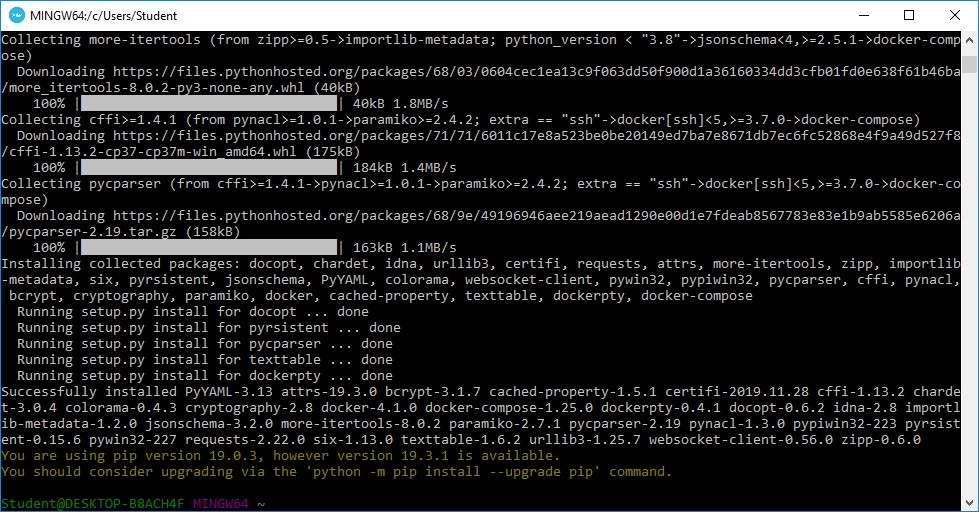 MINGW64:/c/Users/Student
Collecting more-itertools (from zipp>=0.5->importlib-metadata; python_version < "3.8"->jsonschema<4,>=2.5.1->docker-comp
ose)
  Downloading https://files.pythonhosted.org/packages/68/03/0604cec1ea13c9f063dd50f900d1a36160334dd3cfb01fd0e638f61b46ba
/more_itertools-8.0.2-py3-none-any.whl (40kB)
    100% |████████████████████████████████| 40kB 1.8MB/s
Collecting cffi>=1.4.1 (from pynacl>=1.0.1->paramiko>=2.4.2; extra == "ssh"->docker[ssh]<5,>=3.7.0->docker-compose)
  Downloading https://files.pythonhosted.org/packages/71/71/6011c17e8a523be0be20149ed7ba7e8671db7ec6fc52868e4f9a49d527f8
/cffi-1.13.2-cp37-cp37m-win_amd64.whl (175kB)
    100% |████████████████████████████████| 184kB 1.4MB/s
Collecting pycparser (from cffi>=1.4.1->pynacl>=1.0.1->paramiko>=2.4.2; extra == "ssh"->docker[ssh]<5,>=3.7.0->docker-co
mpose)
  Downloading https://files.pythonhosted.org/packages/68/9e/49196946aee219aead1290e00d1e7fdeab8567783e83e1b9ab5585e6206a
/pycparser-2.19.tar.gz (158kB)
    100% |████████████████████████████████| 163kB 1.1MB/s
Installing collected packages: docopt, chardet, idna, urllib3, certifi, requests, attrs, more-itertools, zipp, importlib
-metadata, six, pyrsistent, jsonschema, PyYAML, colorama, websocket-client, pywin32, pypiwin32, pycparser, cffi, pynacl,
 bcrypt, cryptography, paramiko, docker, cached-property, texttable, dockerpty, docker-compose
  Running setup.py install for docopt ... done
  Running setup.py install for pyrsistent ... done
  Running setup.py install for pycparser ... done
  Running setup.py install for texttable ... done
  Running setup.py install for dockerpty ... done
Successfully installed PyYAML-3.13 attrs-19.3.0 bcrypt-3.1.7 cached-property-1.5.1 certifi-2019.11.28 cffi-1.13.2 charde
t-3.0.4 colorama-0.4.3 cryptography-2.8 docker-4.1.0 docker-compose-1.25.0 dockerpty-0.4.1 docopt-0.6.2 idna-2.8 importl
ib-metadata-1.2.0 jsonschema-3.2.0 more-itertools-8.0.2 paramiko-2.7.1 pycparser-2.19 pynacl-1.3.0 pypiwin32-223 pyrsist
ent-0.15.6 pywin32-227 requests-2.22.0 six-1.13.0 texttable-1.6.2 urllib3-1.25.7 websocket-client-0.56.0 zipp-0.6.0
You are using pip version 19.0.3, however version 19.3.1 is available.
You should consider upgrading via the 'python -m pip install --upgrade pip' command.
Student@DESKTOP-B8ACH4F MINGW64 ~